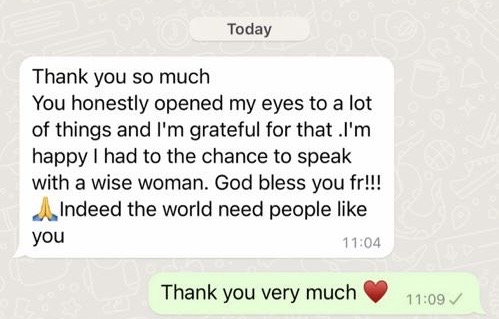 Today
Thank you so much
You honestly opened my eyes to a lot
of things and I'm grateful for that .I'm
happy I had to the chance to speak
with a wise woman. God bless you fr!!!
🙏Indeed the world need people like
you
11:04
Thank you very much ♥️
11:09